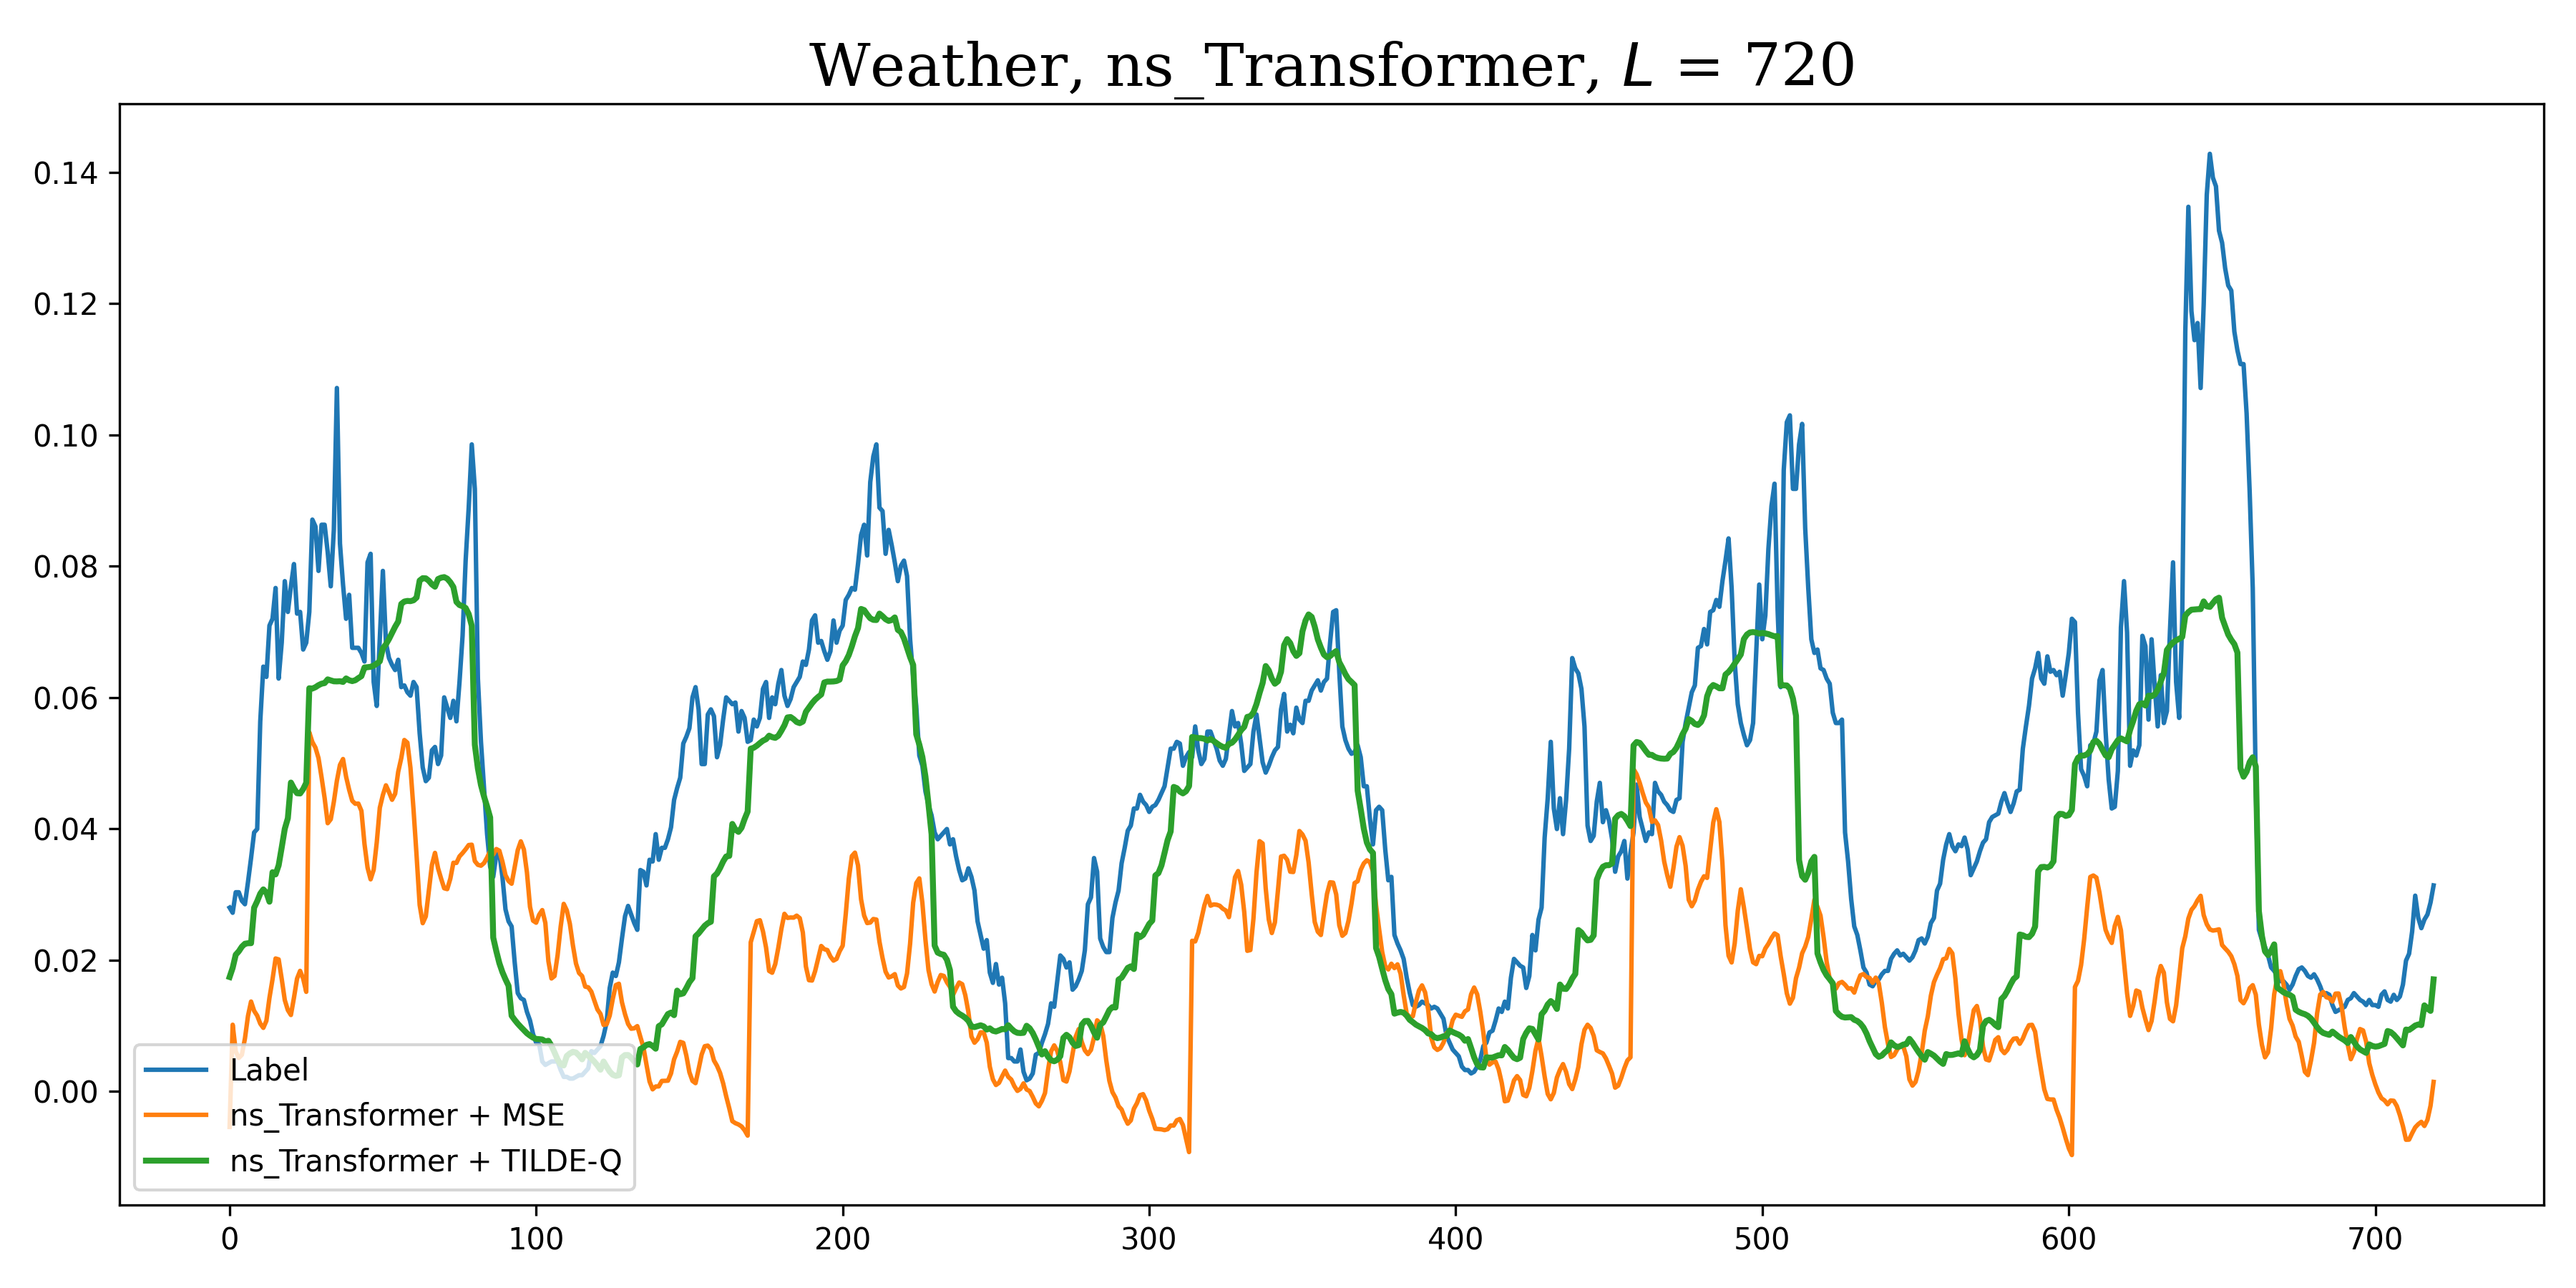 Weather, ns_Transformer, L = 720
0.14
0.12
0.10
0.08
0.06
0.04
0.02
0.00
Label
ns_Transformer + MSE
ns_Transformer + TILDE-Q
0 100 200 300 400 500 600 700